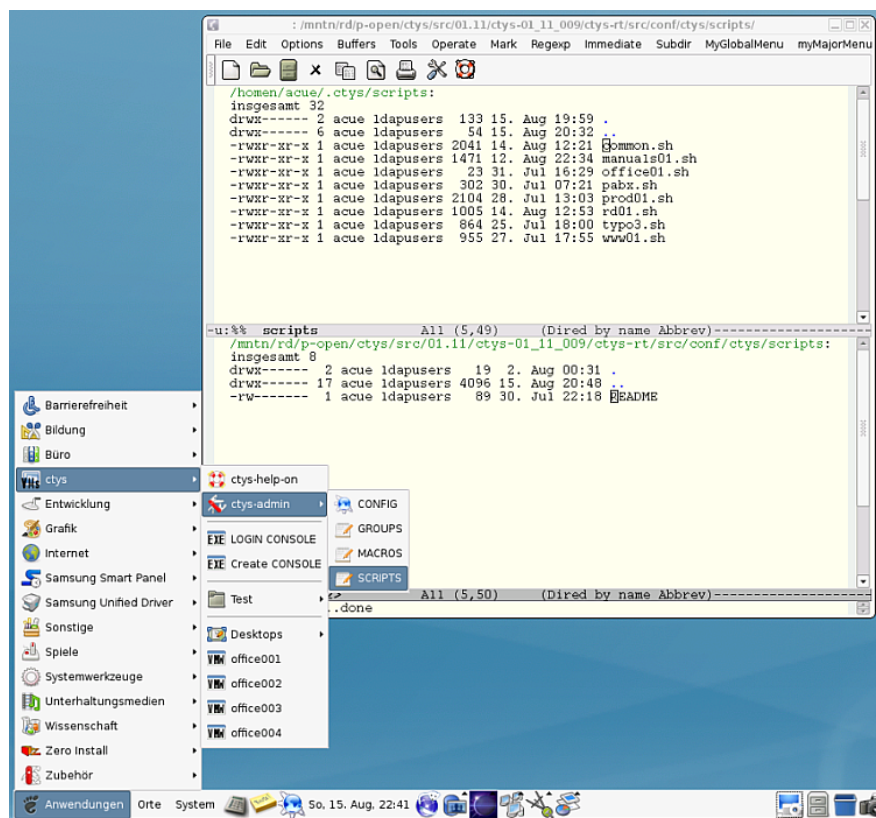 : /mntn/rd/p-open/ctys/src/01.11/ctys-01_11_009/ctys-rt/src/conf/ctys/scripts/
File Edit Options Buffers Tools Operate Mark Regexp Immediate Subdir MyGlobalMenu myMajorMenu
/homen/acue/.ctys/scripts:
insgesamt 32
drwx------ 2 acue ldapusers 133 15. Aug 19:59 .
drwx------ 6 acue ldapusers 54 15. Aug 20:32 ..
-rwxr-xr-x 1 acue ldapusers 2041 14. Aug 12:21 common.sh
-rwxr-xr-x 1 acue ldapusers 1471 12. Aug 22:34 manuals01.sh
-rwxr-xr-x 1 acue ldapusers 23 31. Jul 16:29 office01.sh
-rwxr-xr-x 1 acue ldapusers 302 30. Jul 07:21 pabx.sh
-rwxr-xr-x 1 acue ldapusers 2104 28. Jul 13:03 prod01.sh
-rwxr-xr-x 1 acue ldapusers 1005 14. Aug 12:53 rd01.sh
-rwxr-xr-x 1 acue ldapusers 864 25. Jul 18:00 typo3.sh
-rwxr-xr-x 1 acue ldapusers 955 27. Jul 17:55 www01.sh
-u:%% scripts All (5,49) (Dired by name Abbrev)--------------------
/mntn/rd/p-open/ctys/src/01.11/ctys-01_11_009/ctys-rt/src/conf/ctys/scripts:
insgesamt 8
drwx------ 2 acue ldapusers 19 2. Aug 00:31 .
drwx------ 17 acue ldapusers 4096 15. Aug 20:48 ..
-rw------- 1 acue ldapusers 89 30. Jul 22:18 README
> All (5,50) (Dired by name Abbrev)--------------------
..done
Barrierefreiheit
Bildung
Büro
VMs ctys
Entwicklung
Grafik
Internet
Samsung Smart Panel
Samsung Unified Driver
Sonstige
Spiele
Systemwerkzeuge
Unterhaltungsmedien
Wissenschaft
Zero Install
Zubehör
ctys-help-on
ctys-admin
EXE LOGIN CONSOLE
EXE Create CONSOLE
Test
Desktops
VMW office001
VMW office002
VMW office003
VMW office004
CONFIG
GROUPS
MACROS
SCRIPTS
Anwendungen Orte System So, 15. Aug, 22:41